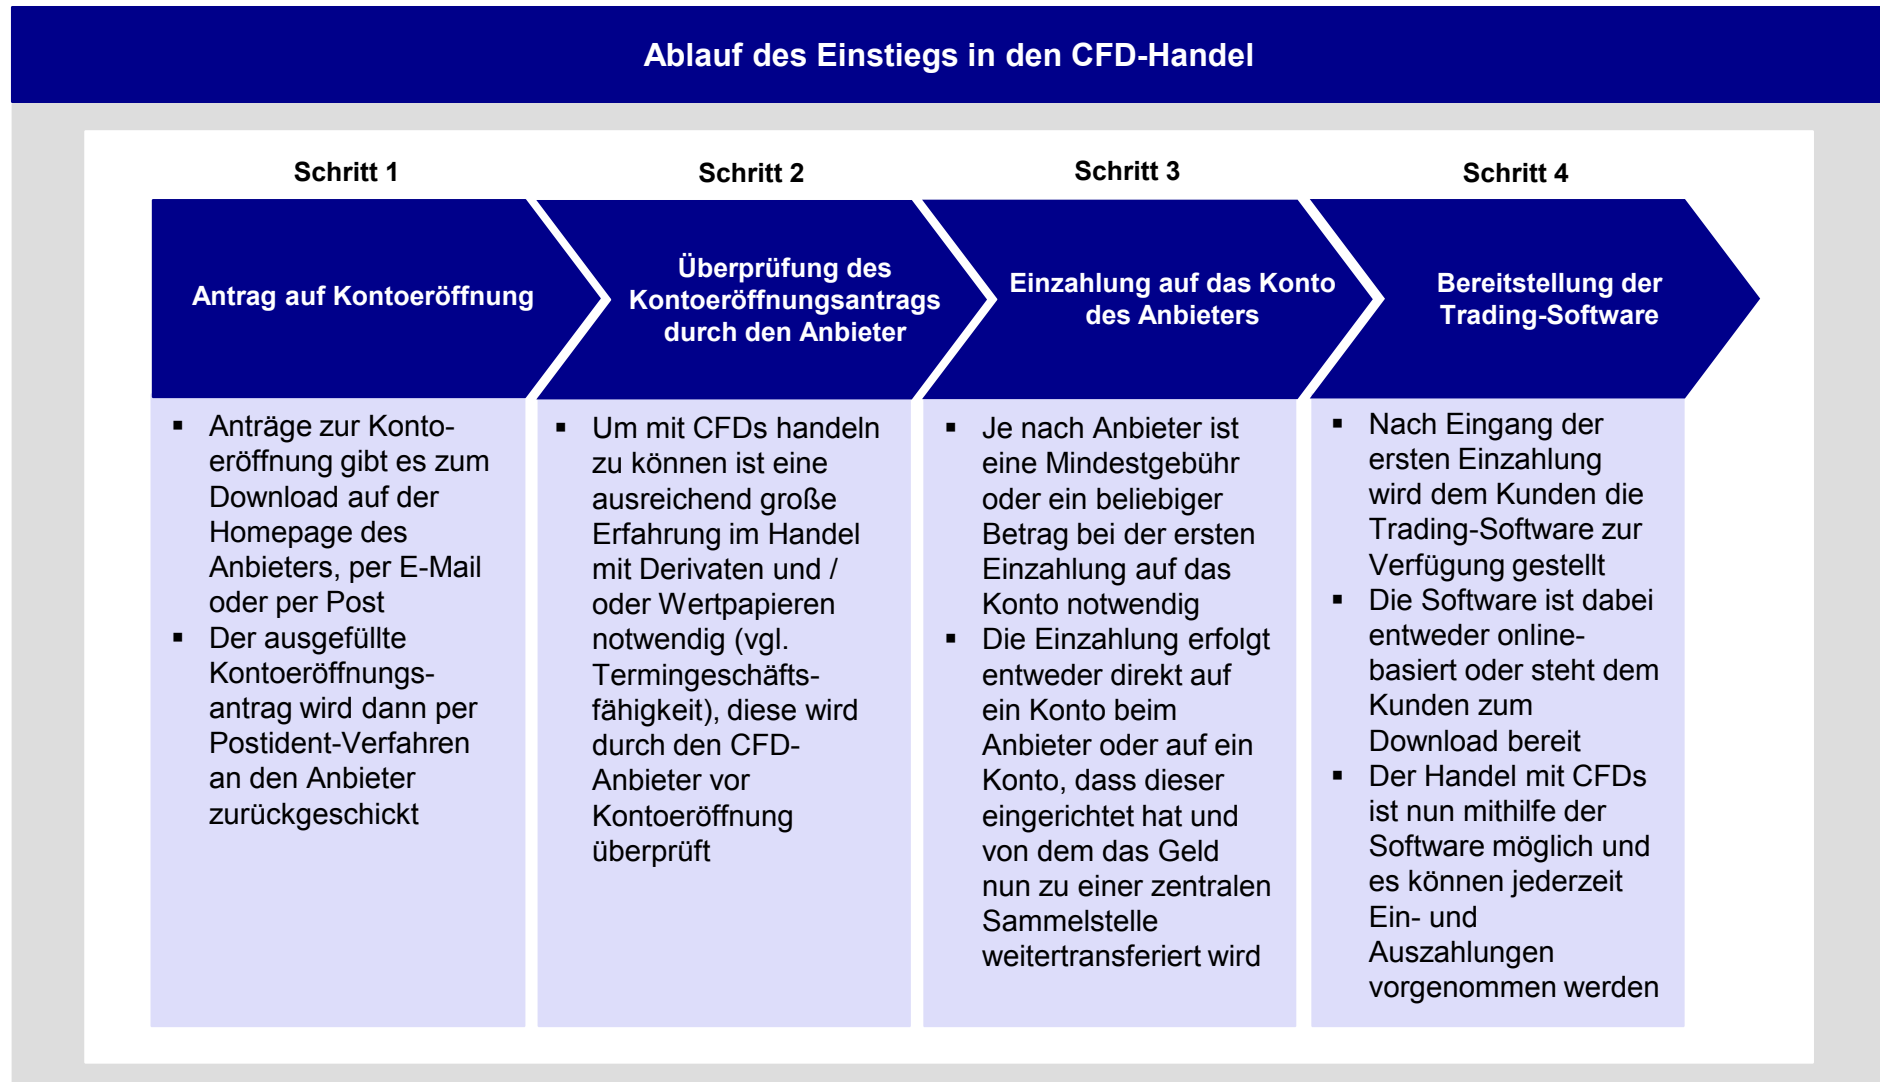 Ablauf des Einstiegs in den CFD-Handel
Schritt 1
Antrag auf Kontoeröffnung
▪ Anträge zur Konto-
eröffnung gibt es zum
Download auf der
Homepage des
Anbieters, per E-Mail
oder per Post
▪ Der ausgefüllte
Kontoeröffnungs-
antrag wird dann per
Postident-Verfahren
an den Anbieter
zurückgeschickt
Schritt 2
Überprüfung des
Kontoeröffnungsantrags
durch den Anbieter
▪ Um mit CFDs handeln
zu können ist eine
ausreichend große
Erfahrung im Handel
mit Derivaten und /
oder Wertpapieren
notwendig (vgl.
Termingeschäfts-
fähigkeit), diese wird
durch den CFD-
Anbieter vor
Kontoeröffnung
überprüft
Schritt 3
Einzahlung auf das Konto
des Anbieters
▪ Je nach Anbieter ist
eine Mindestgebühr
oder ein beliebiger
Betrag bei der ersten
Einzahlung auf das
Konto notwendig
▪ Die Einzahlung erfolgt
entweder direkt auf
ein Konto beim
Anbieter oder auf ein
Konto, dass dieser
eingerichtet hat und
von dem das Geld
nun zu einer zentralen
Sammelstelle
weitertransferiert wird
Schritt 4
Bereitstellung der
Trading-Software
▪ Nach Eingang der
ersten Einzahlung
wird dem Kunden die
Trading-Software zur
Verfügung gestellt
▪ Die Software ist dabei
entweder online-
basiert oder steht dem
Kunden zum
Download bereit
▪ Der Handel mit CFDs
ist nun mithilfe der
Software möglich und
es können jederzeit
Ein- und
Auszahlungen
vorgenommen werden